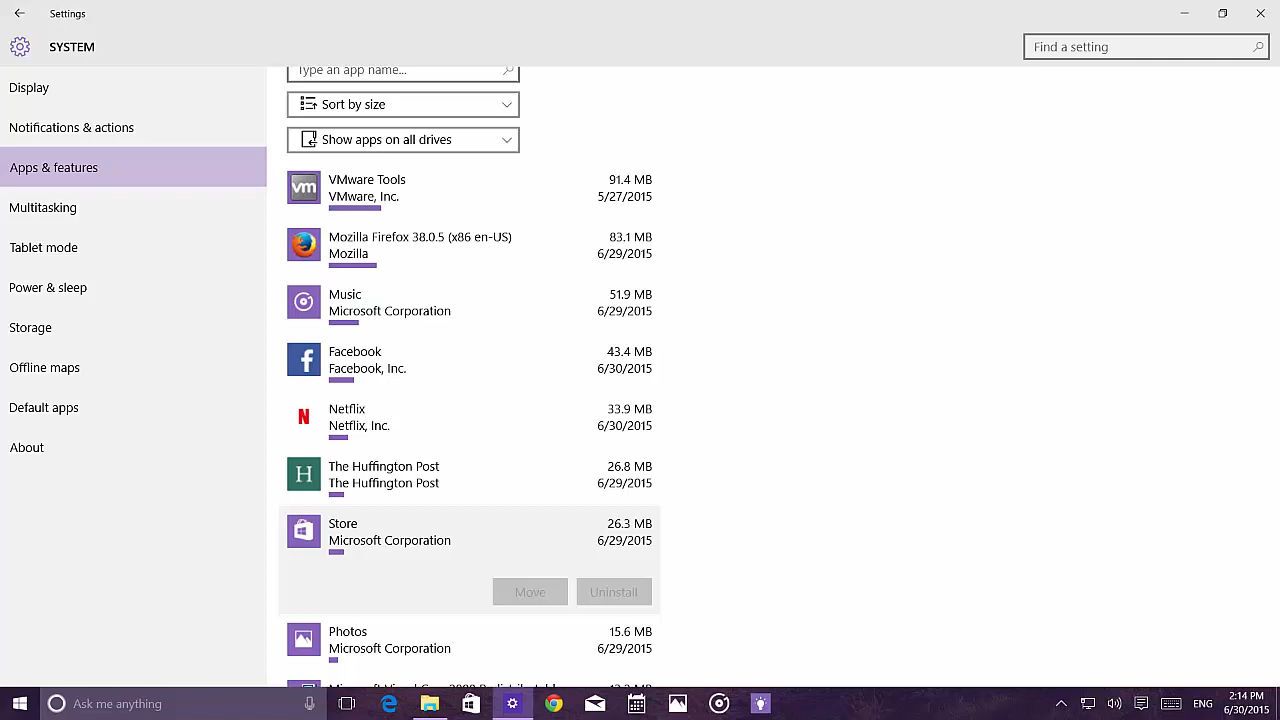 Settings
SYSTEM
Find a setting
Display
Notifications & actions
Apps & features
Multitasking
Tablet mode
Power & sleep
Storage
Offline maps
Default apps
About
Type an app name...
Sort by size
Show apps on all drives
vm
VMware Tools 91.4 MB
VMware, Inc. 5/27/2015
Mozilla Firefox 38.0.5 (x86 en-US) 83.1 MB
Mozilla 6/29/2015
Music 51.9 MB
Microsoft Corporation 6/29/2015
f
Facebook 43.4 MB
Facebook, Inc. 6/30/2015
N
Netflix 33.9 MB
Netflix, Inc. 6/30/2015
H
The Huffington Post 26.8 MB
The Huffington Post 6/29/2015
Store 26.3 MB
Microsoft Corporation 6/29/2015
Move Uninstall
Photos 15.6 MB
Microsoft Corporation 6/29/2015
Ask me anything
ENG
2:14 PM
6/30/2015